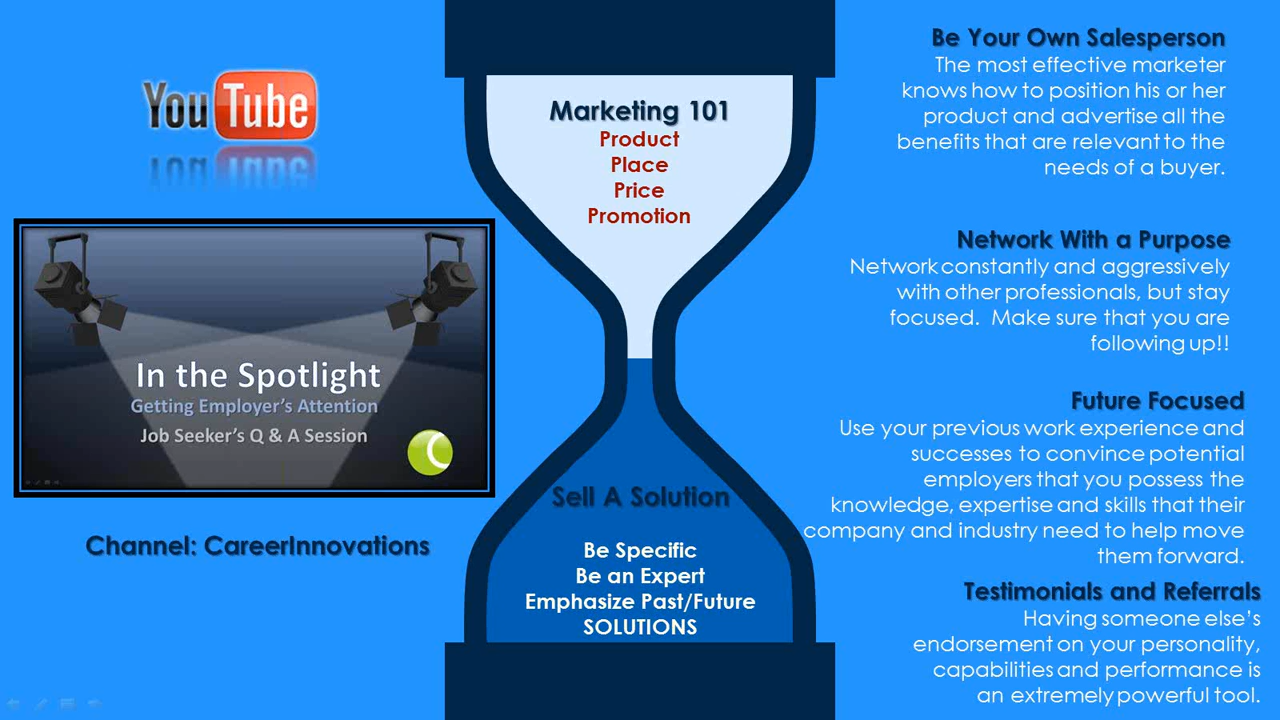 YouTube
In the Spotlight
Getting Employer's Attention
Job Seeker's Q & A Session
Channel: CareerInnovations
Marketing 101
Product
Place
Price
Promotion
Sell A Solution
Be Specific
Be an Expert
Emphasize Past/Future
SOLUTIONS
Be Your Own Salesperson
The most effective marketer
knows how to position his or her
product and advertise all the
benefits that are relevant to the
needs of a buyer.
Network With a Purpose
Network constantly and aggressively
with other professionals, but stay
focused. Make sure that you are
following up!!
Future Focused
Use your previous work experience and
successes to convince potential
employers that you possess the
knowledge, expertise and skills that their
company and industry need to help move
them forward.
Testimonials and Referrals
Having someone else's
endorsement on your personality,
capabilities and performance is
an extremely powerful tool.